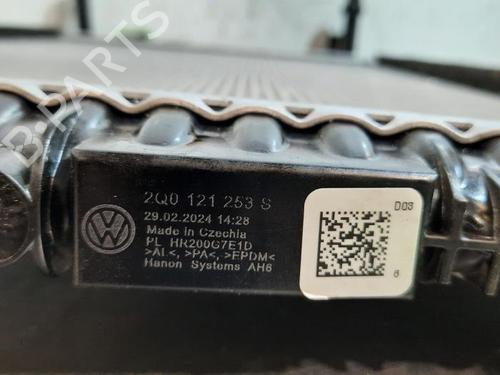 B-PARTS
2Q0 121 253 S
29.02.2024 14:28
Made in Czechia
PL HR200G7E1D
>AL<, >PA<, >EPDM<
Hanon Systems AH6
D03
6